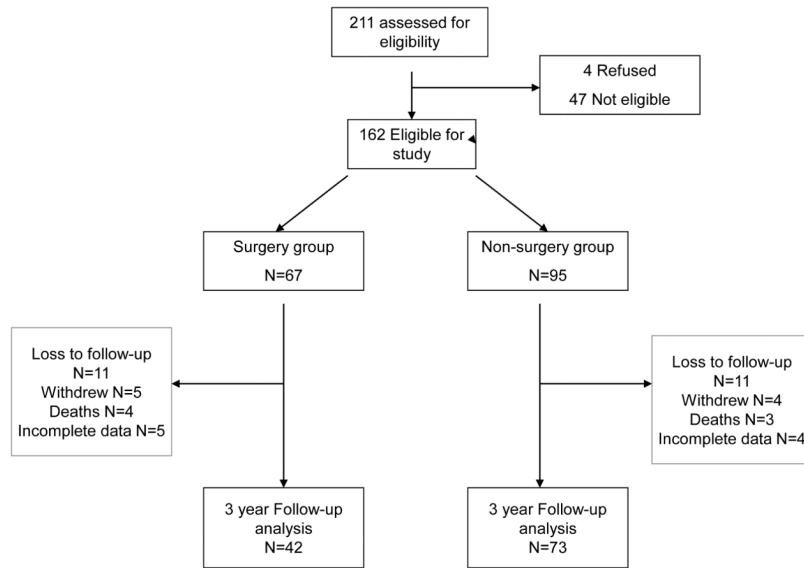 211 assessed for
eligibility
4 Refused
47 Not eligible
162 Eligible for
study
Surgery group
N=67
Non-surgery group
N=95
Loss to follow-up
N=11
Withdrew N=5
Deaths N=4
Incomplete data N=5
Loss to follow-up
N=11
Withdrew N=4
Deaths N=3
Incomplete data N=4
3 year Follow-up
analysis
N=42
3 year Follow-up
analysis
N=73